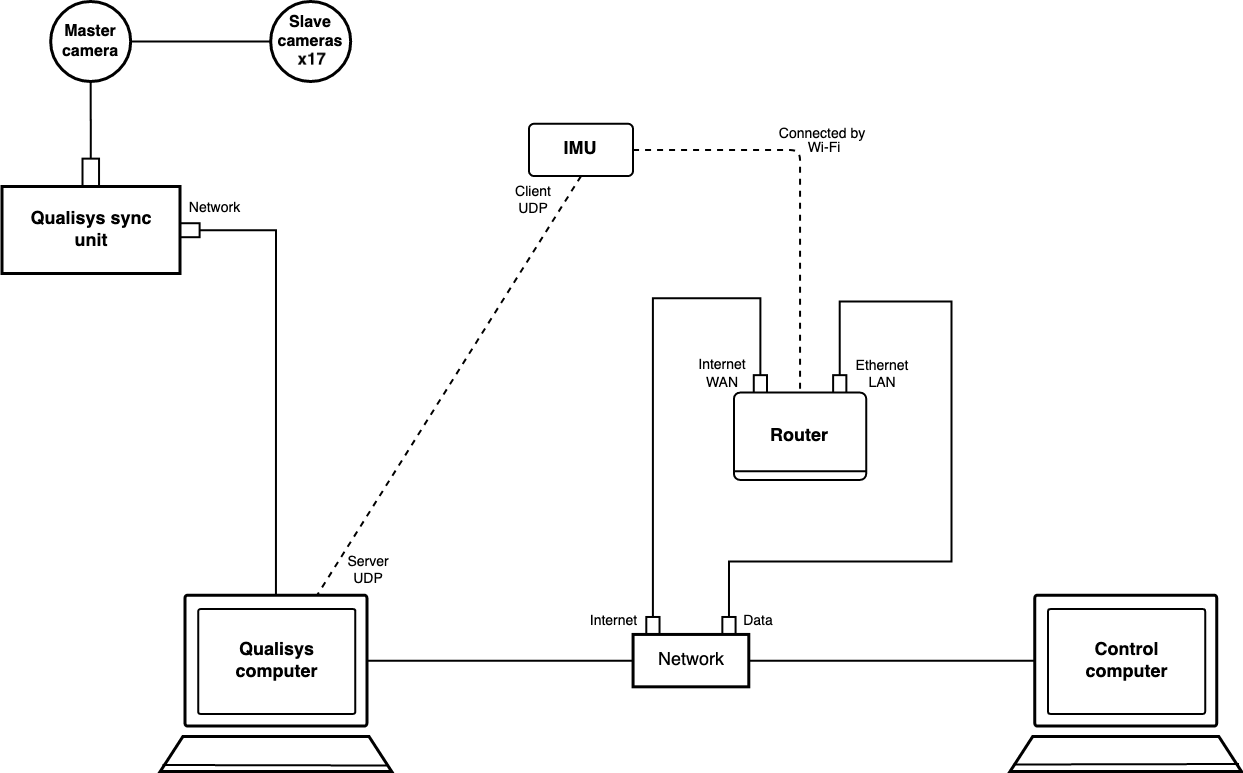 Master
camera
Slave
cameras
x17
IMU
Connected by
Wi-Fi
Client
UDP
Qualisys sync
unit
Network
Internet
WAN
Ethernet
LAN
Router
Server
UDP
Internet
Data
Qualisys
computer
Network
Control
computer